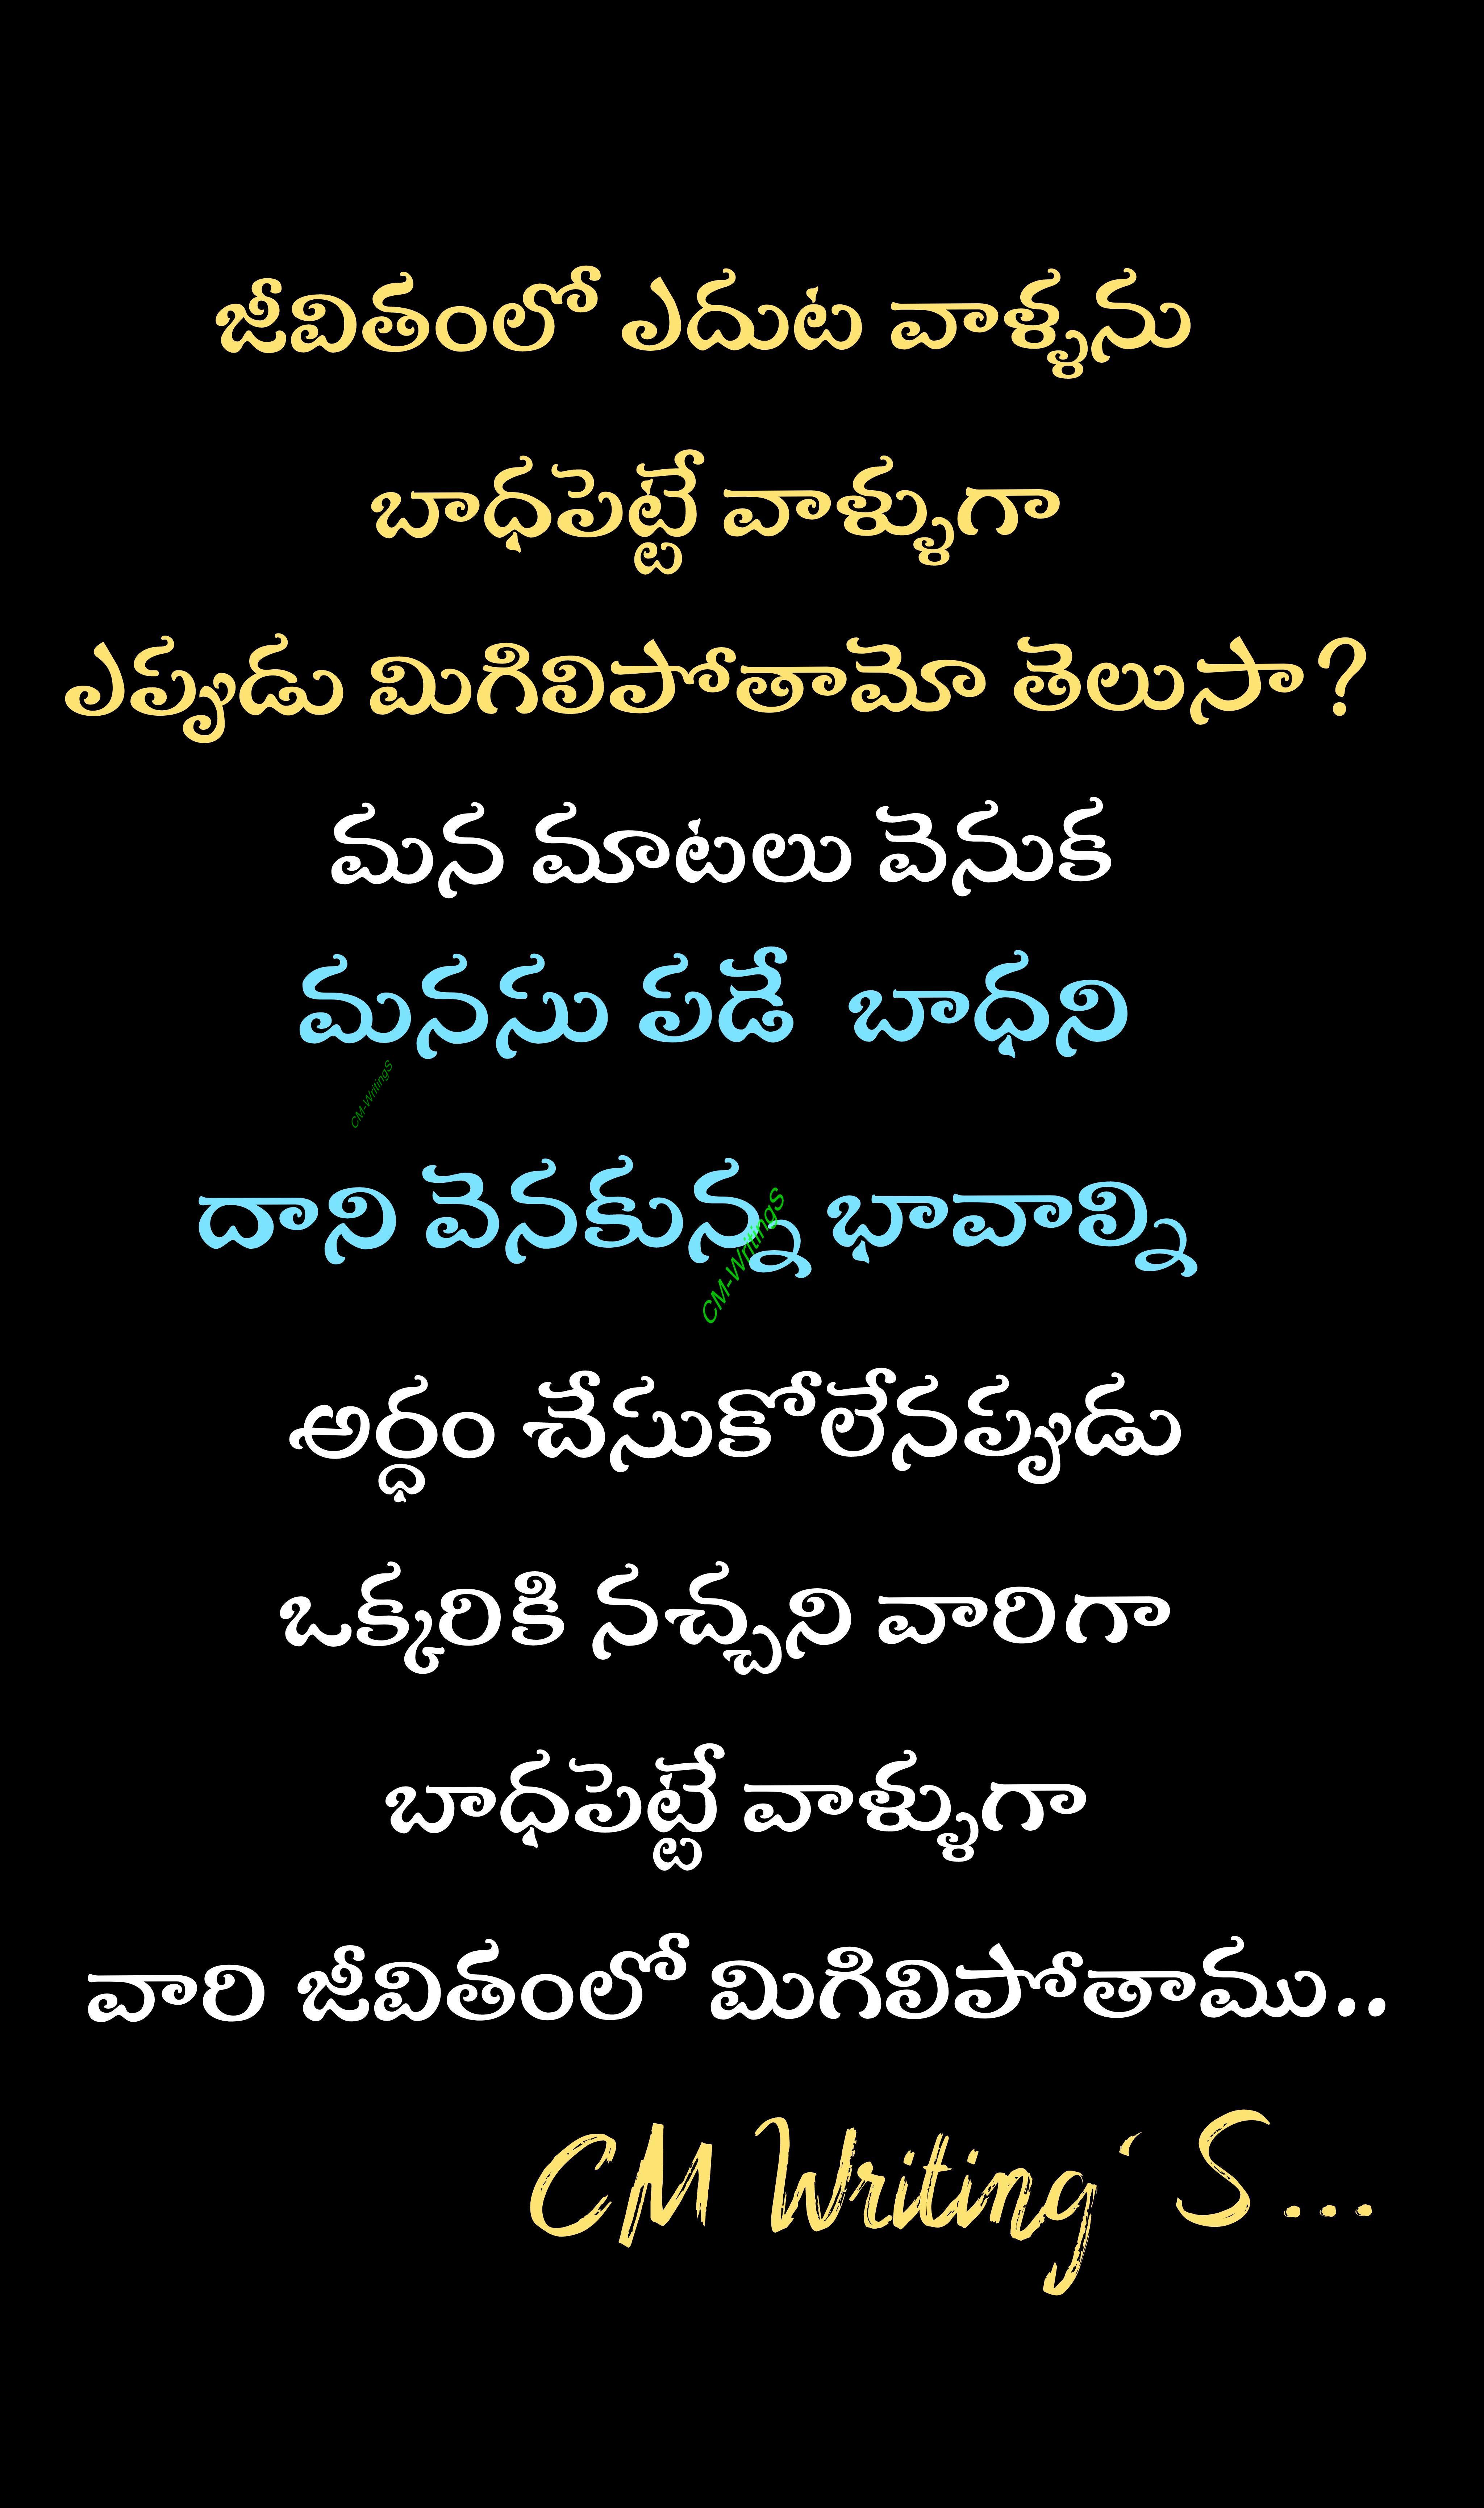 జీవితంలో ఎదుట వాళ్ళను
బాధపెట్టే వాళ్ళుగా
ఎప్పుడు మిగిలిపోతామో తెలుసా?
మన మాటలు వెనుక
మనసు పడే బాధని
CM-WritingS
దాని వెనకున్న భావాన్ని
CM-WritingS
అర్ధం చేసుకోలేనప్పుడు
ఒక్కరికి నచ్చని వారిగా
బాధపెట్టే వాళ్ళుగా
వారి జీవితంలో మిగిలిపోతాము..
CM Writing's...